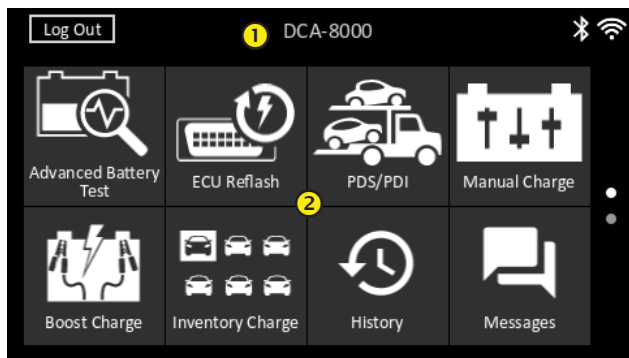 Log Out
1
DCA-8000
Advanced Battery
Test
ECU Reflash
PDS/PDI
Manual Charge
2
Boost Charge
Inventory Charge
History
Messages